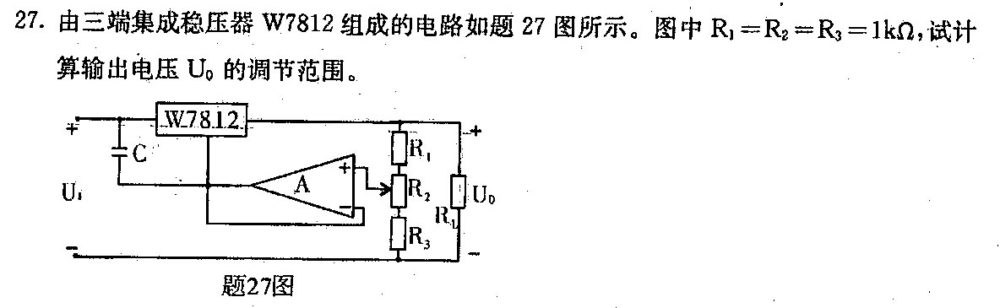 27. 由三端集成稳压器 W7812 组成的电路如题 27 图所示。图中 R₁=R₂=R₃=1kΩ,试计
算输出电压 U₀ 的调节范围。
W7812
+
+
C
R₁
+
A
Uᵢ
R₂
U₀
−
R_L
R₃
−
−
题27图